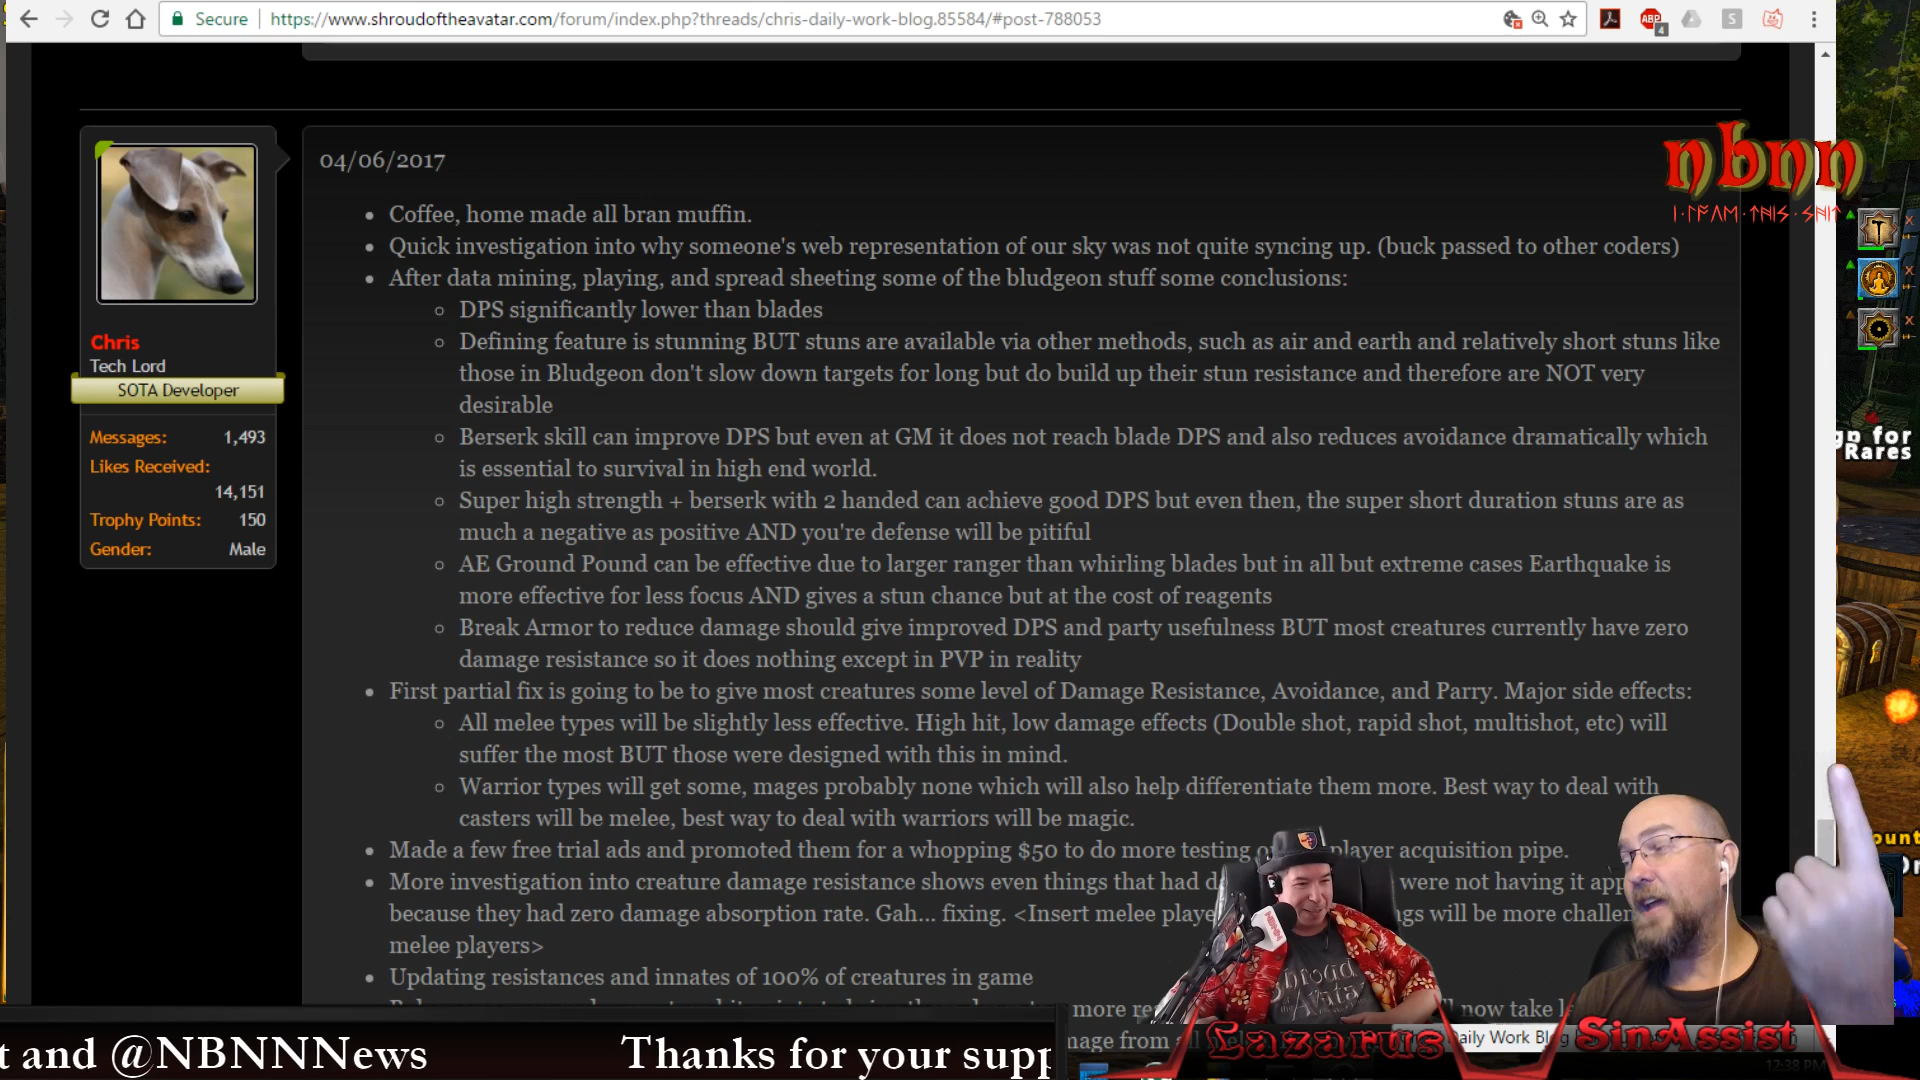 Secure https://www.shroudoftheavatar.com/forum/index.php?threads/chris-daily-work-blog.85584/#post-788053
ABP
4
S
nbnn
04/06/2017
Coffee, home made all bran muffin.
Quick investigation into why someone's web representation of our sky was not quite syncing up. (buck passed to other coders)
After data mining, playing, and spread sheeting some of the bludgeon stuff some conclusions:
DPS significantly lower than blades
Defining feature is stunning BUT stuns are available via other methods, such as air and earth and relatively short stuns like
those in Bludgeon don't slow down targets for long but do build up their stun resistance and therefore are NOT very
desirable
Berserk skill can improve DPS but even at GM it does not reach blade DPS and also reduces avoidance dramatically which
is essential to survival in high end world.
Super high strength + berserk with 2 handed can achieve good DPS but even then, the super short duration stuns are as
much a negative as positive AND you're defense will be pitiful
AE Ground Pound can be effective due to larger ranger than whirling blades but in all but extreme cases Earthquake is
more effective for less focus AND gives a stun chance but at the cost of reagents
Break Armor to reduce damage should give improved DPS and party usefulness BUT most creatures currently have zero
damage resistance so it does nothing except in PVP in reality
First partial fix is going to be to give most creatures some level of Damage Resistance, Avoidance, and Parry. Major side effects:
All melee types will be slightly less effective. High hit, low damage effects (Double shot, rapid shot, multishot, etc) will
suffer the most BUT those were designed with this in mind.
Warrior types will get some, mages probably none which will also help differentiate them more. Best way to deal with
casters will be melee, best way to deal with warriors will be magic.
Made a few free trial ads and promoted them for a whopping $50 to do more testing player acquisition pipe.
More investigation into creature damage resistance shows even things that had were not having it
because they had zero damage absorption rate. Gah... fixing. <Insert melee will be more
melee players>
Updating resistances and innates of 100% of creatures in game
more now take
from
Chris
Tech Lord
SOTA Developer
Messages: 1,493
Likes Received:
14,151
Trophy Points: 150
Gender: Male
for
Rares
NBNN
Shroud
Avatar
t and @NBNNNews Thanks for your supp
Lazarus
Daily Work Blog
SinAssist
12:38 PM